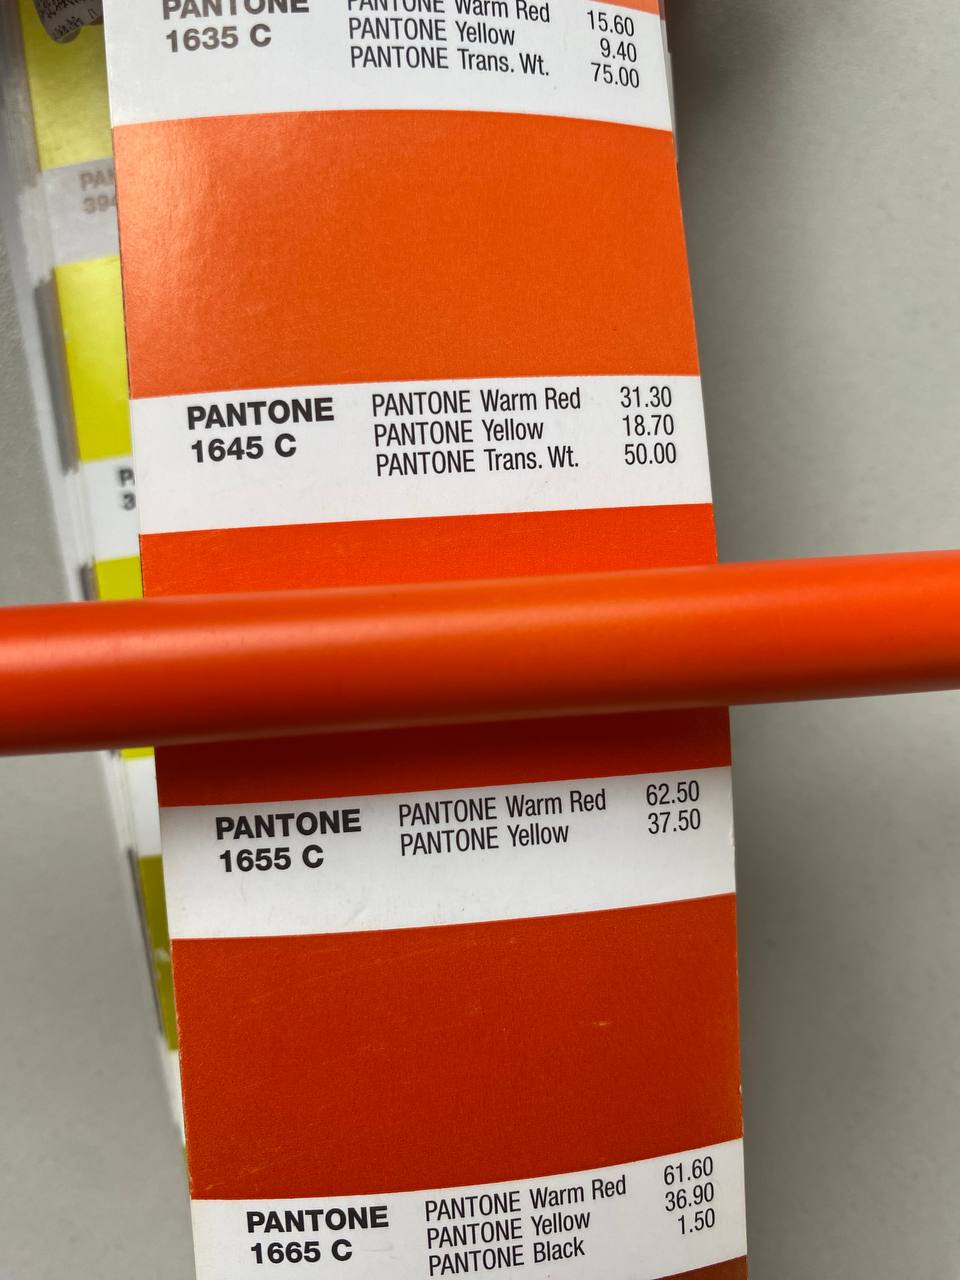 PANTONE
1635 C
PANTONE Warm Red 15.60
PANTONE Yellow 9.40
PANTONE Trans. Wt. 75.00
PANTONE
1645 C
PANTONE Warm Red 31.30
PANTONE Yellow 18.70
PANTONE Trans. Wt. 50.00
PANTONE
1655 C
PANTONE Warm Red 62.50
PANTONE Yellow 37.50
PANTONE
1665 C
PANTONE Warm Red 61.60
PANTONE Yellow 36.90
PANTONE Black 1.50